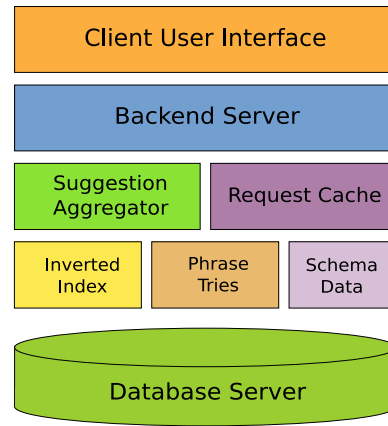 Client User Interface
Backend Server
Suggestion
Aggregator
Request Cache
Inverted
Index
Phrase
Tries
Schema
Data
Database Server